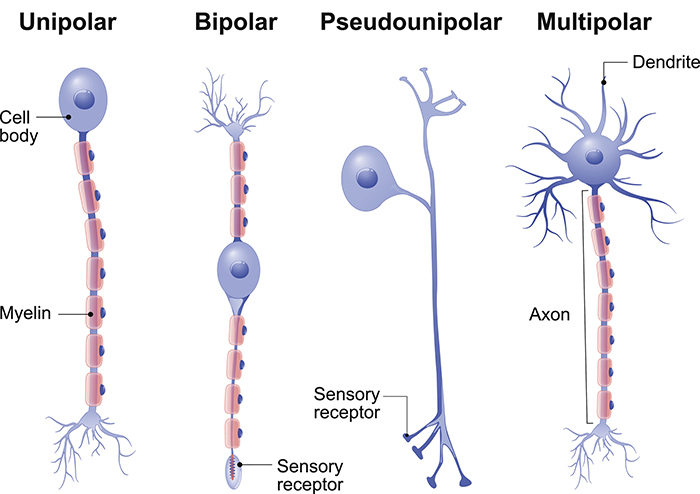 Unipolar
Bipolar
Pseudounipolar
Multipolar
Dendrite
Cell
body
Myelin
Axon
Sensory
receptor
Sensory
receptor